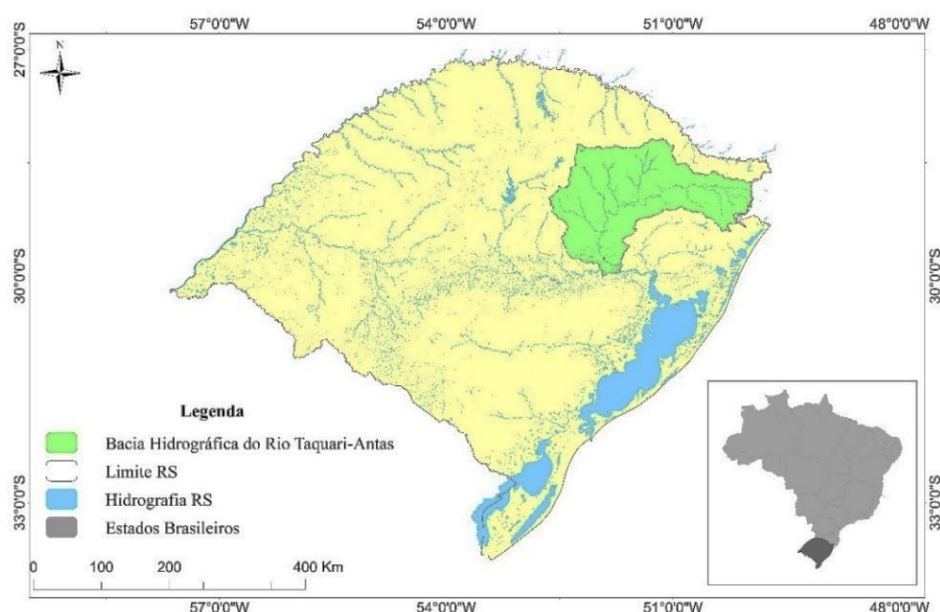 57°0'0"W 54°0'0"W 51°0'0"W 48°0'0"W
27°0'0"S
N
30°0'0"S
30°0'0"S
33°0'0"S
33°0'0"S
Legenda
Bacia Hidrográfica do Rio Taquari-Antas
Limite RS
Hidrografia RS
Estados Brasileiros
0 100 200 400 Km
57°0'0"W 54°0'0"W 51°0'0"W 48°0'0"W